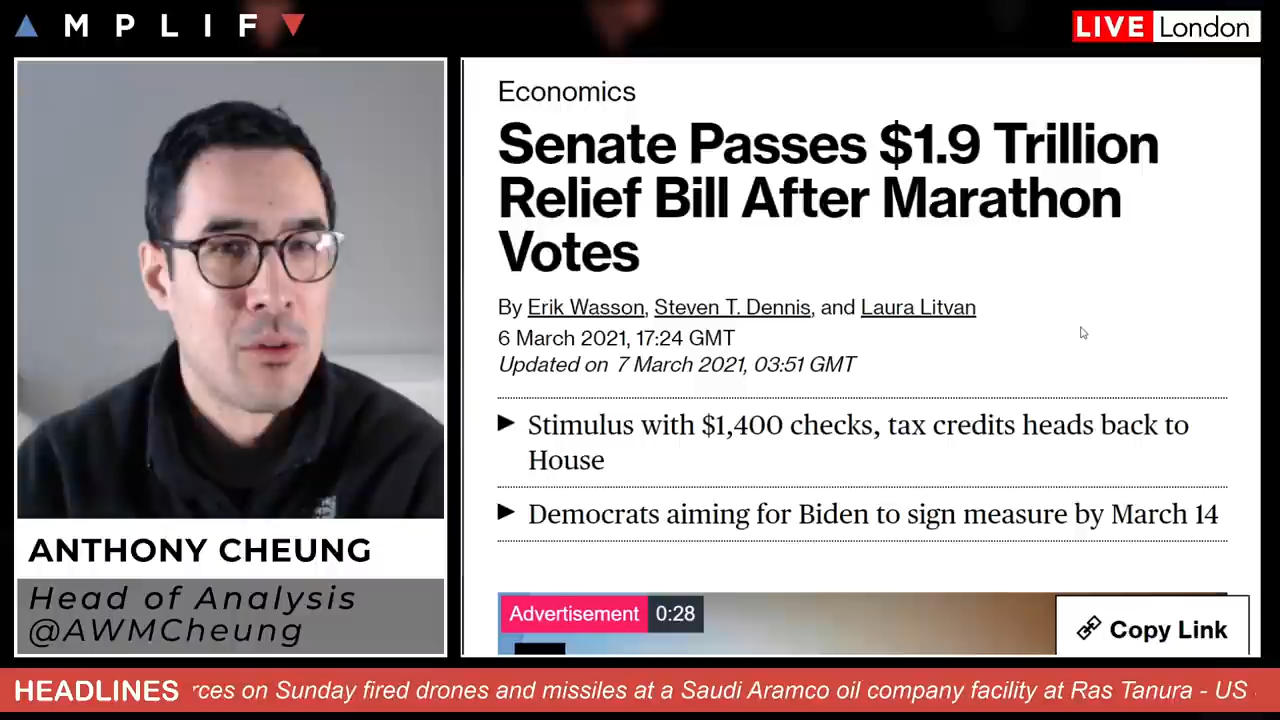 AMPLIFY
LIVE London
Economics
Senate Passes $1.9 Trillion
Relief Bill After Marathon
Votes
By Erik Wasson, Steven T. Dennis, and Laura Litvan
6 March 2021, 17:24 GMT
Updated on 7 March 2021, 03:51 GMT
Stimulus with $1,400 checks, tax credits heads back to
House
Democrats aiming for Biden to sign measure by March 14
Advertisement 0:28
Copy Link
ANTHONY CHEUNG
Head of Analysis
@AWMCheung
HEADLINES rces on Sunday fired drones and missiles at a Saudi Aramco oil company facility at Ras Tanura - US